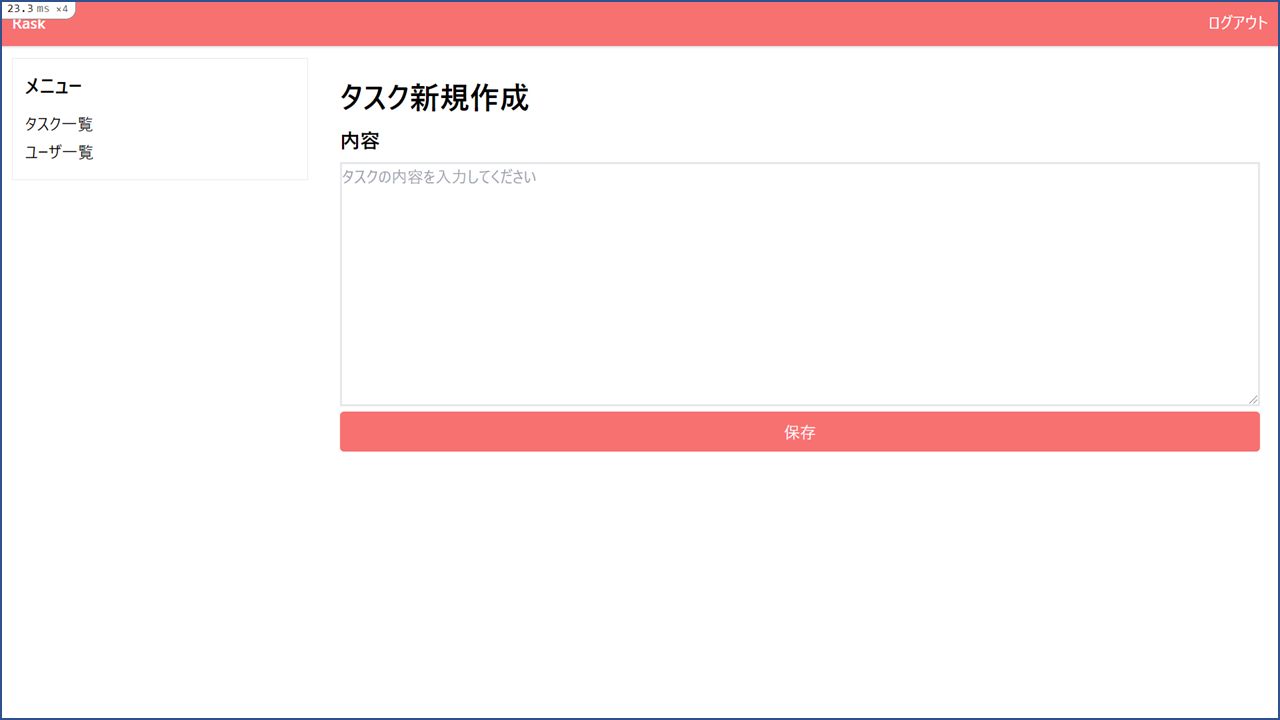 23.3 ms ×4
Rask
ログアウト
メニュー
タスク一覧
ユーザ一覧
タスク新規作成
内容
タスクの内容を入力してください
保存